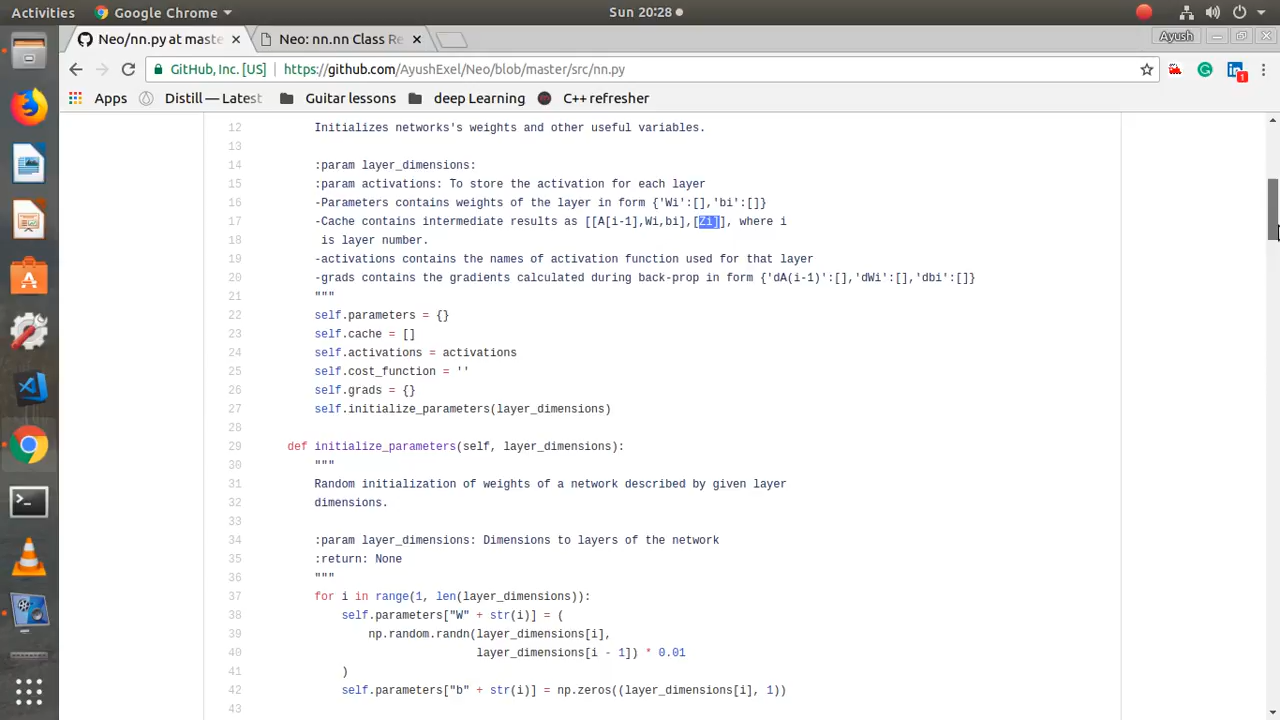 Activities Google Chrome Sun 20:28
Neo/nn.py at maste Neo: nn.nn Class Re Ayush
GitHub, Inc. [US] https://github.com/AyushExel/Neo/blob/master/src/nn.py 1
Apps Distill — Latest Guitar lessons deep Learning C++ refresher
12 Initializes networks's weights and other useful variables.
13
14 :param layer_dimensions:
15 :param activations: To store the activation for each layer
16 -Parameters contains weights of the layer in form {'Wi':[],'bi':[]}
17 -Cache contains intermediate results as [[A[i-1],Wi,bi],[Zi]], where i
18 is layer number.
19 -activations contains the names of activation function used for that layer
20 -grads contains the gradients calculated during back-prop in form {'dA(i-1)':[],'dWi':[],'dbi':[]}
21 """
22 self.parameters = {}
23 self.cache = []
24 self.activations = activations
25 self.cost_function = ''
26 self.grads = {}
27 self.initialize_parameters(layer_dimensions)
28
29 def initialize_parameters(self, layer_dimensions):
30 """
31 Random initialization of weights of a network described by given layer
32 dimensions.
33
34 :param layer_dimensions: Dimensions to layers of the network
35 :return: None
36 """
37 for i in range(1, len(layer_dimensions)):
38 self.parameters["W" + str(i)] = (
39 np.random.randn(layer_dimensions[i],
40 layer_dimensions[i - 1]) * 0.01
41 )
42 self.parameters["b" + str(i)] = np.zeros((layer_dimensions[i], 1))
43